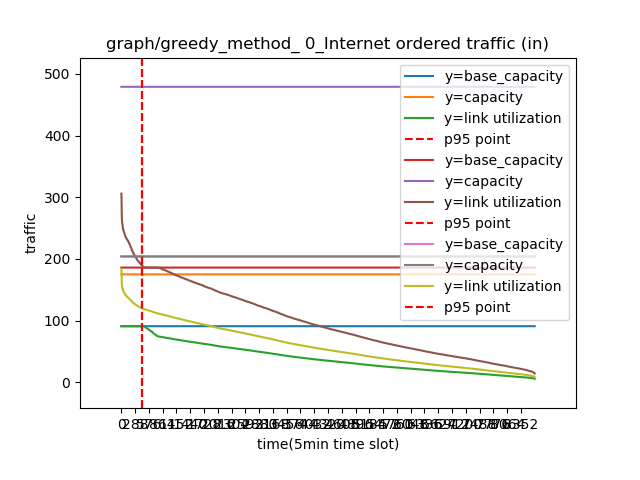 graph/greedy_method_ 0_Internet ordered traffic (in)
500
400
300
200
100
0
traffic
y=base_capacity
y=capacity
y=link utilization
p95 point
y=base_capacity
y=capacity
y=link utilization
p95 point
y=base_capacity
y=capacity
y=link utilization
p95 point
0
time(5min time slot)